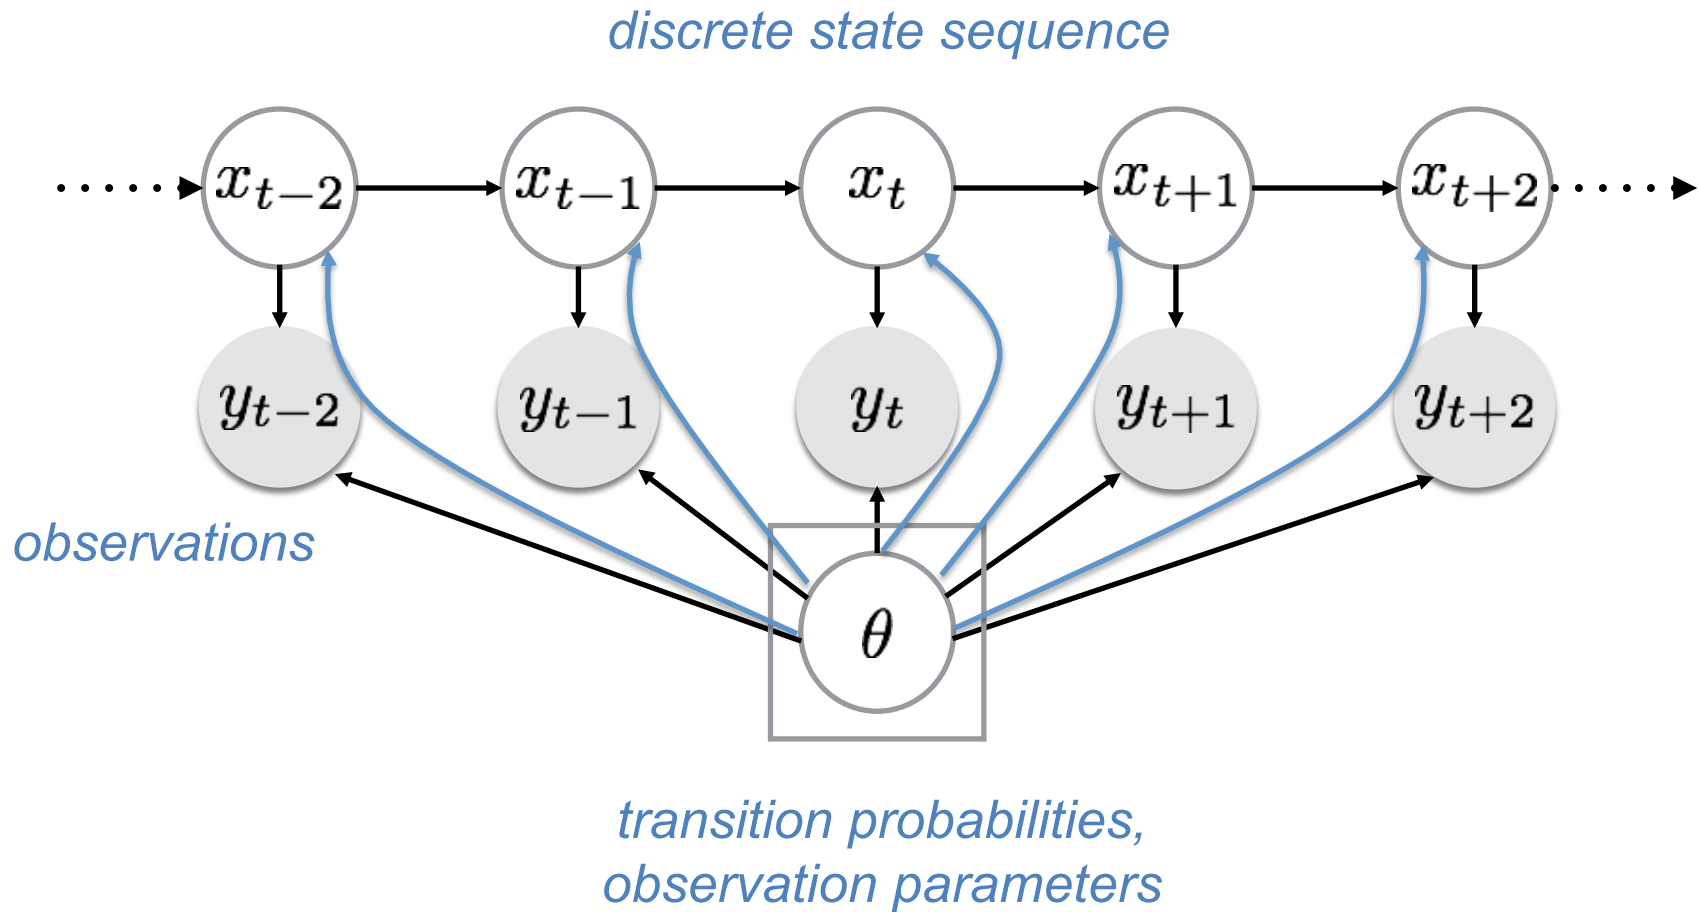 discrete state sequence
x_{t-2} x_{t-1} x_t x_{t+1} x_{t+2}
y_{t-2} y_{t-1} y_t y_{t+1} y_{t+2}
observations
θ
transition probabilities,
observation parameters